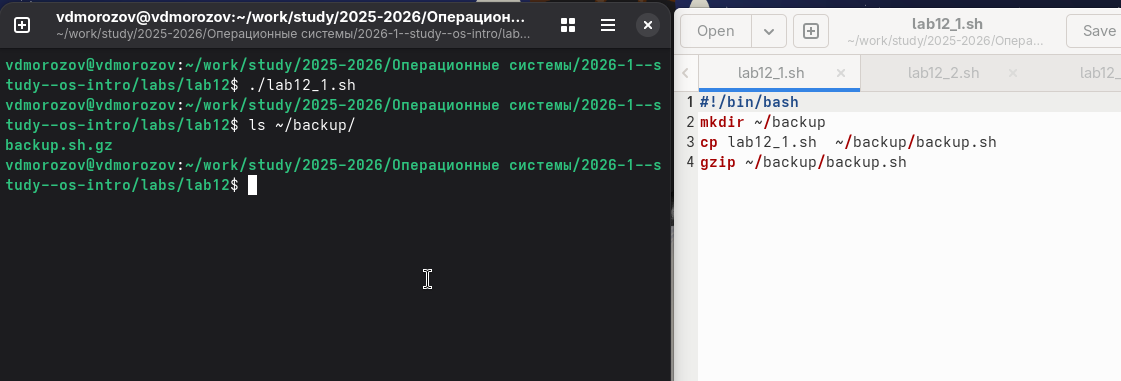 vdmorozov@vdmorozov:~/work/study/2025-2026/Операцион...
~/work/study/2025-2026/Операционные системы/2026-1--study--os-intro/lab...
vdmorozov@vdmorozov:~/work/study/2025-2026/Операционные системы/2026-1--s
tudy--os-intro/labs/lab12$ ./lab12_1.sh
vdmorozov@vdmorozov:~/work/study/2025-2026/Операционные системы/2026-1--s
tudy--os-intro/labs/lab12$ ls ~/backup/
backup.sh.gz
vdmorozov@vdmorozov:~/work/study/2025-2026/Операционные системы/2026-1--s
tudy--os-intro/labs/lab12$
Open
lab12_1.sh
~/work/study/2025-2026/Опера...
Save
lab12_1.sh
lab12_2.sh
lab12_
1 #!/bin/bash
2 mkdir ~/backup
3 cp lab12_1.sh  ~/backup/backup.sh
4 gzip ~/backup/backup.sh